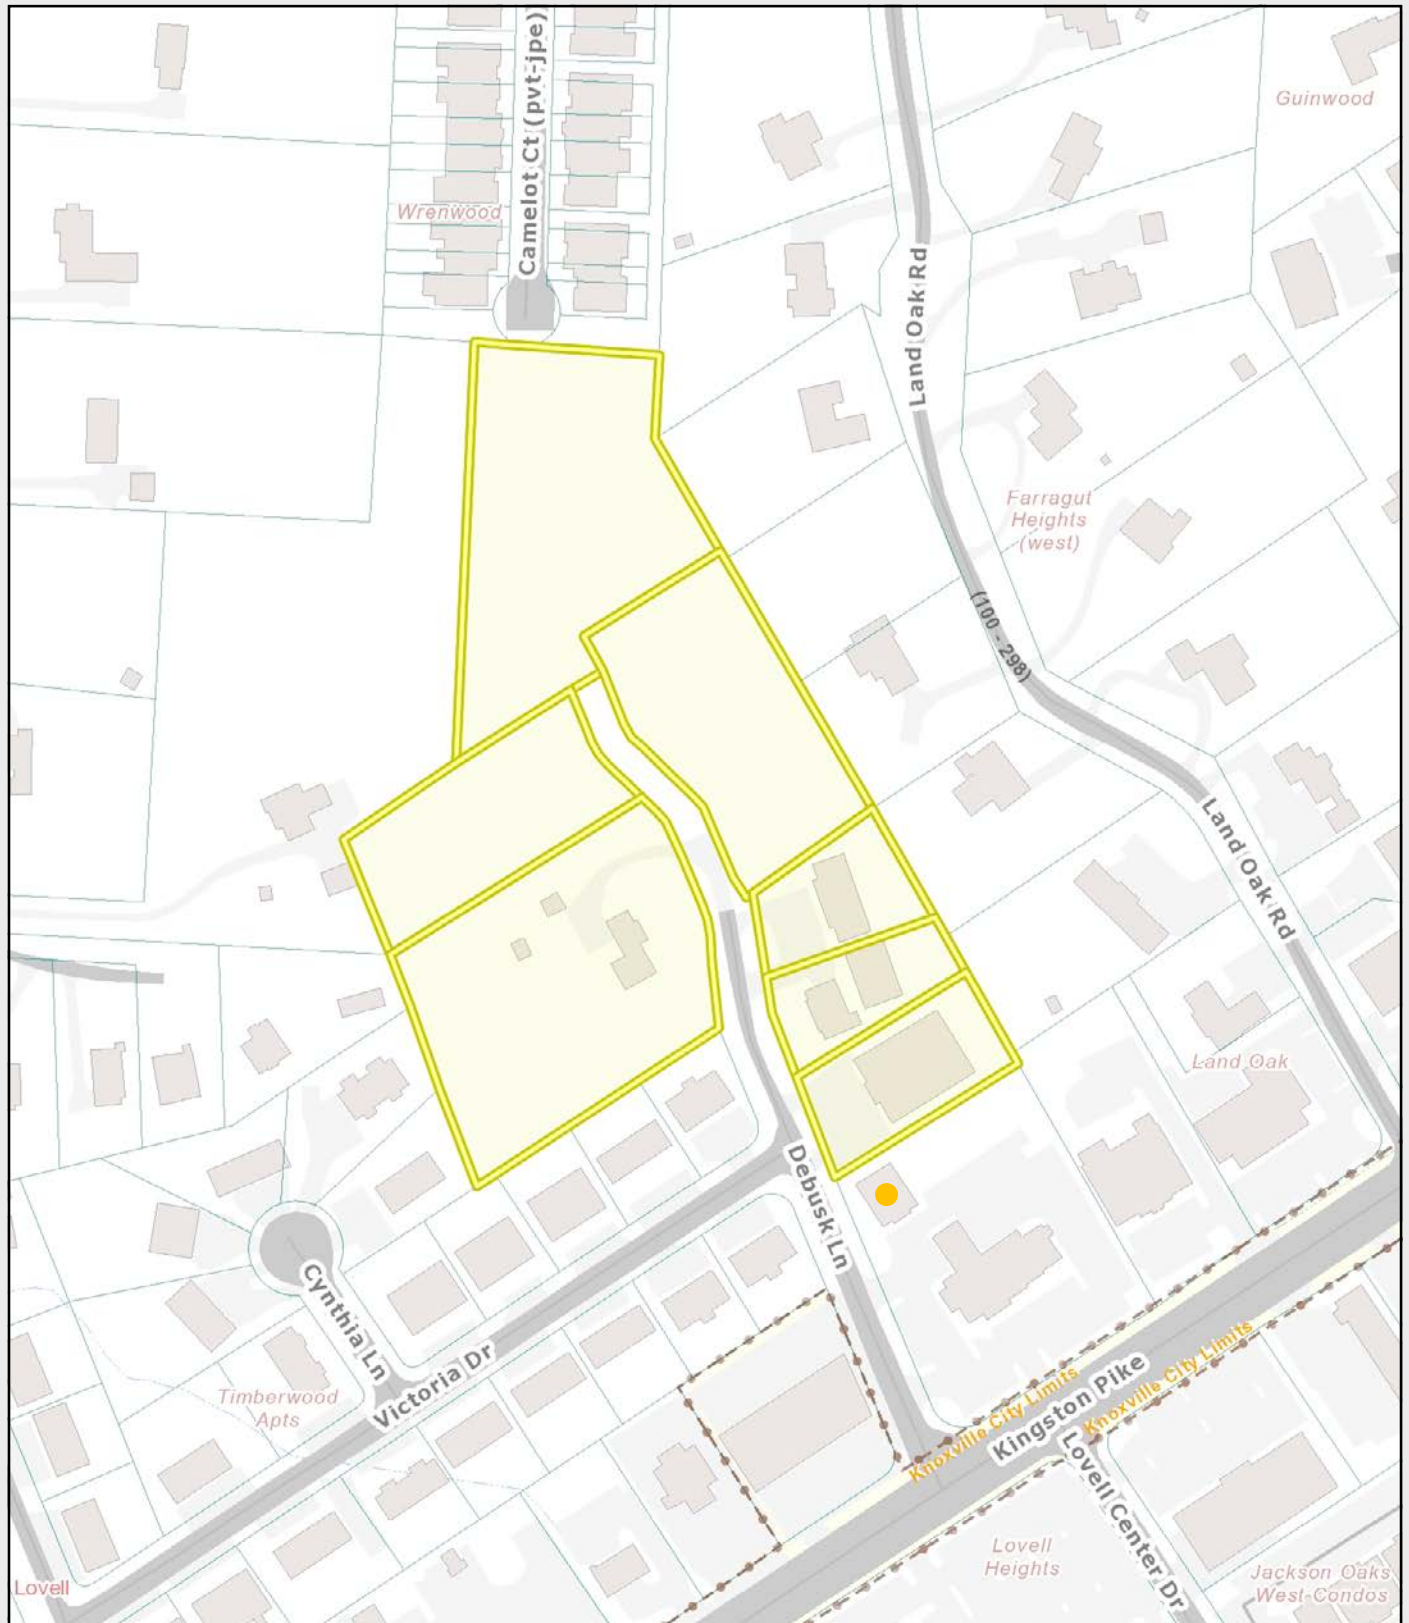 Camelot Ct (pvt-jpe)
Guinwood
Wrenwood
Land Oak Rd
Farragut
Heights
(west)
(100 - 298)
Land Oak Rd
Land Oak
Debusk Ln
Cynthia Ln
Victoria Dr
Timberwood
Apts
Knoxville City Limits
Kingston Pike
Knoxville City Limits
Lovell Center Dr
Lovell
Heights
Jackson Oaks
West Condos
Lovell